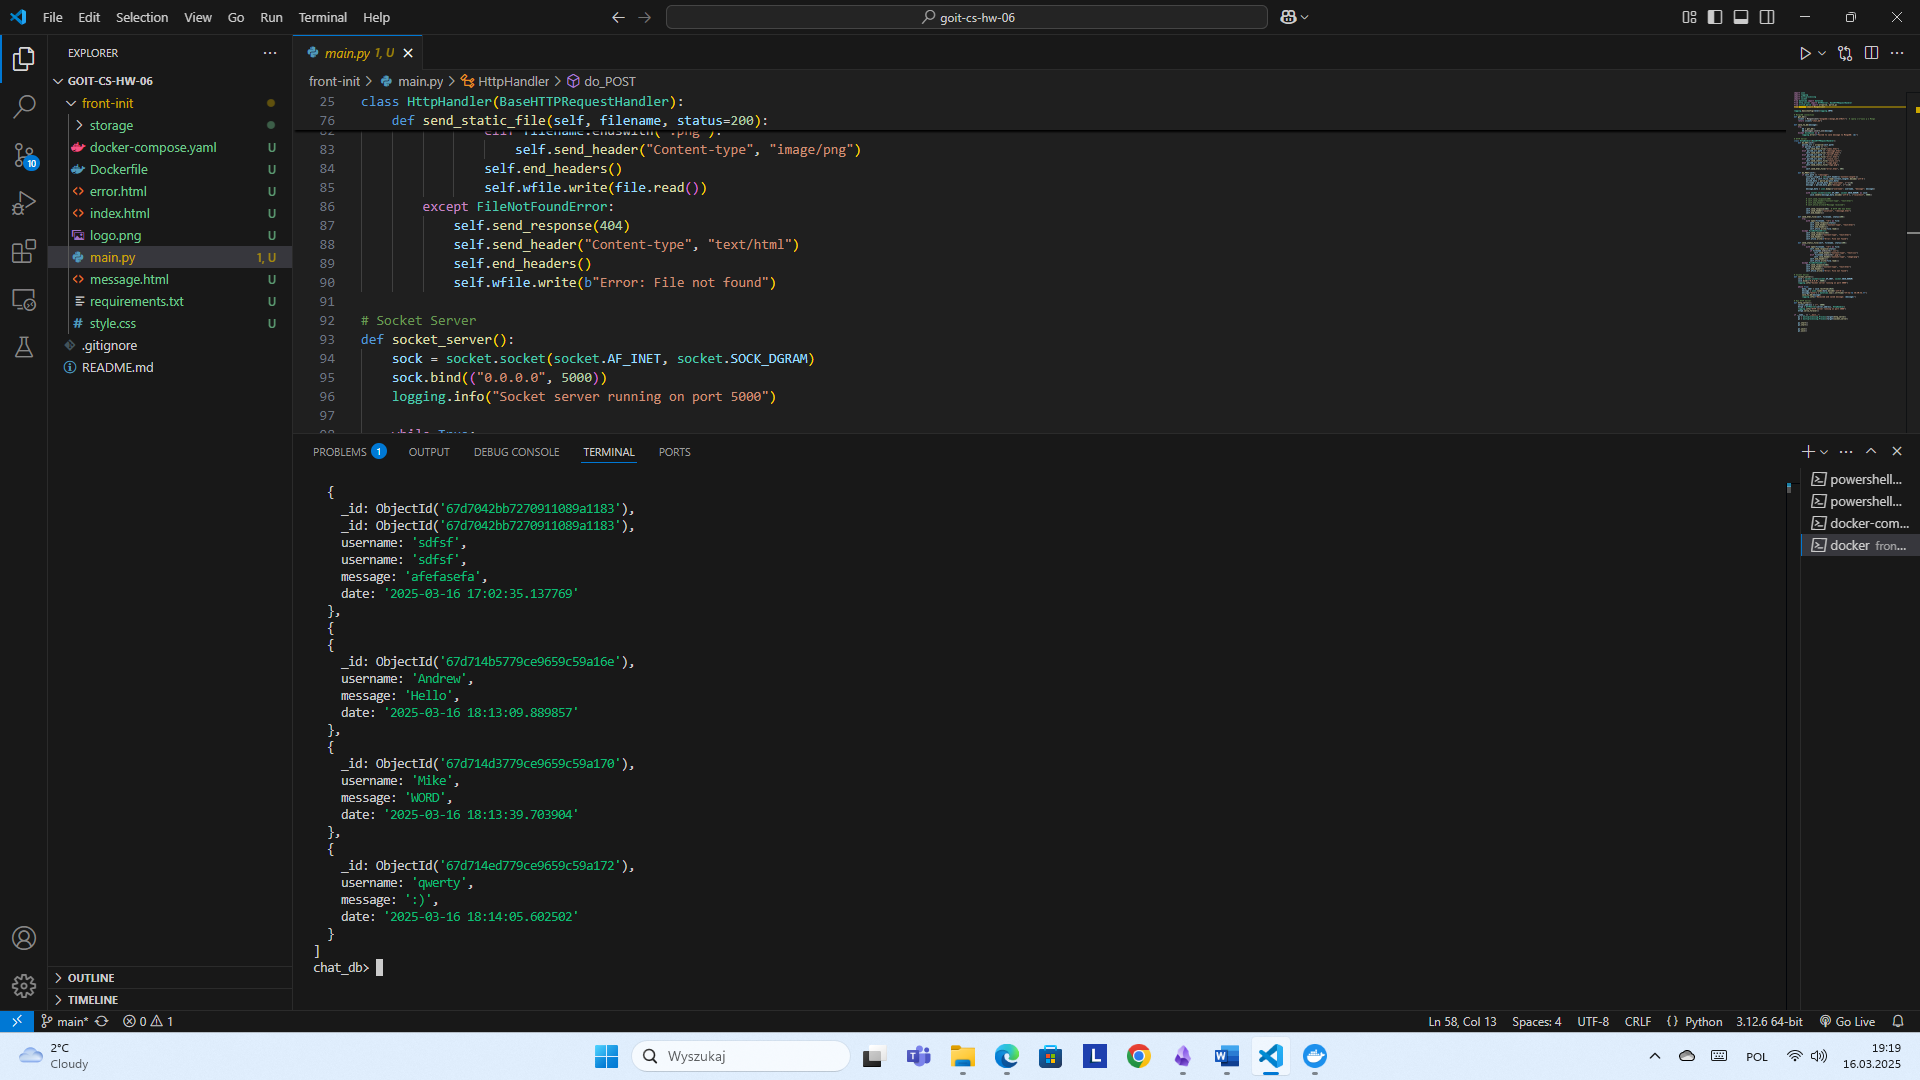 File Edit Selection View Go Run Terminal Help
goit-cs-hw-06
EXPLORER
GOIT-CS-HW-06
front-init
storage
docker-compose.yaml U
Dockerfile U
error.html U
index.html U
logo.png U
main.py 1, U
message.html U
requirements.txt U
style.css U
.gitignore
README.md
OUTLINE
TIMELINE
10
main.py 1, U
front-init > main.py > HttpHandler > do_POST
25 class HttpHandler(BaseHTTPRequestHandler):
76 def send_static_file(self, filename, status=200):
82 elif filename.endswith(".png"):
83 self.send_header("Content-type", "image/png")
84 self.end_headers()
85 self.wfile.write(file.read())
86 except FileNotFoundError:
87 self.send_response(404)
88 self.send_header("Content-type", "text/html")
89 self.end_headers()
90 self.wfile.write(b"Error: File not found")
91
92 # Socket Server
93 def socket_server():
94 sock = socket.socket(socket.AF_INET, socket.SOCK_DGRAM)
95 sock.bind(("0.0.0.0", 5000))
96 logging.info("Socket server running on port 5000")
97
98 while True:
PROBLEMS 1 OUTPUT DEBUG CONSOLE TERMINAL PORTS
{
_id: ObjectId('67d7042bb7270911089a1183'),
_id: ObjectId('67d7042bb7270911089a1183'),
username: 'sdfsf',
username: 'sdfsf',
message: 'afefasefa',
date: '2025-03-16 17:02:35.137769'
},
{
{
_id: ObjectId('67d714b5779ce9659c59a16e'),
username: 'Andrew',
message: 'Hello',
date: '2025-03-16 18:13:09.889857'
},
{
_id: ObjectId('67d714d3779ce9659c59a170'),
username: 'Mike',
message: 'WORD',
date: '2025-03-16 18:13:39.703904'
},
{
_id: ObjectId('67d714ed779ce9659c59a172'),
username: 'qwerty',
message: ':)',
date: '2025-03-16 18:14:05.602502'
}
]
chat_db>
powershell...
powershell...
docker-com...
docker fron...
main* 0 1
Ln 58, Col 13 Spaces: 4 UTF-8 CRLF {} Python 3.12.6 64-bit Go Live
2°C
Cloudy
Wyszukaj
POL
19:19
16.03.2025